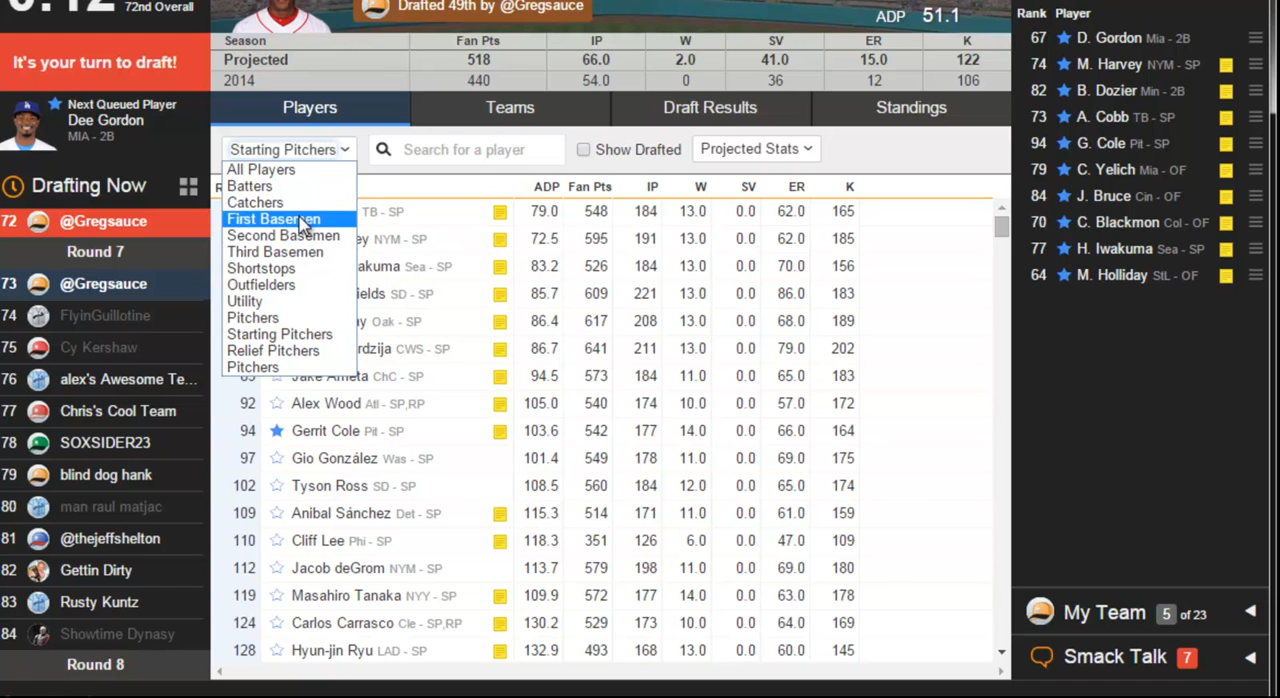 72nd Overall
It's your turn to draft!
Next Queued Player
Dee Gordon
MIA - 2B
Drafting Now
72 @Gregsauce
Round 7
73 @Gregsauce
74 FlyinGuillotine
75 Cy Kershaw
76 alex's Awesome Te...
77 Chris's Cool Team
78 SOXSIDER23
79 blind dog hank
80 man raul matjac
81 @thejeffshelton
82 Gettin Dirty
83 Rusty Kuntz
84 Showtime Dynasy
Round 8
Drafted 49th by @Gregsauce
ADP 51.1
Season Fan Pts IP W SV ER K
Projected 518 66.0 2.0 41.0 15.0 122
2014 440 54.0 0 36 12 106
Players Teams Draft Results Standings
Starting Pitchers Search for a player Show Drafted Projected Stats
All Players
Batters
Catchers
First Basemen
Second Basemen
Third Basemen
Shortstops
Outfielders
Utility
Pitchers
Starting Pitchers
Relief Pitchers
Pitchers
ADP Fan Pts IP W SV ER K
TB - SP 79.0 548 184 13.0 0.0 62.0 165
ey NYM - SP 72.5 595 191 13.0 0.0 62.0 185
akuma Sea - SP 83.2 526 184 13.0 0.0 70.0 156
ields SD - SP 85.7 609 221 13.0 0.0 86.0 183
y Oak - SP 86.4 617 208 13.0 0.0 68.0 189
rdzija CWS - SP 86.7 641 211 13.0 0.0 79.0 202
Jake Arrieta ChC - SP 94.5 573 184 11.0 0.0 65.0 183
92 Alex Wood Atl - SP,RP 105.0 540 174 10.0 0.0 57.0 172
94 Gerrit Cole Pit - SP 103.6 542 177 14.0 0.0 66.0 164
97 Gio González Was - SP 101.4 549 178 11.0 0.0 69.0 175
102 Tyson Ross SD - SP 108.5 560 184 12.0 0.0 65.0 174
109 Anibal Sánchez Det - SP 115.3 514 171 11.0 0.0 61.0 159
110 Cliff Lee Phi - SP 118.3 351 126 6.0 0.0 47.0 109
112 Jacob deGrom NYM - SP 113.7 579 198 11.0 0.0 69.0 180
119 Masahiro Tanaka NYY - SP 109.9 572 177 14.0 0.0 63.0 178
124 Carlos Carrasco Cle - SP,RP 130.2 529 173 10.0 0.0 64.0 169
128 Hyun-jin Ryu LAD - SP 132.9 493 168 13.0 0.0 60.0 145
Rank Player
67 D. Gordon Mia - 2B
74 M. Harvey NYM - SP
82 B. Dozier Min - 2B
73 A. Cobb TB - SP
94 G. Cole Pit - SP
79 C. Yelich Mia - OF
84 J. Bruce Cin - OF
70 C. Blackmon Col - OF
77 H. Iwakuma Sea - SP
64 M. Holliday StL - OF
My Team 5 of 23
Smack Talk 7